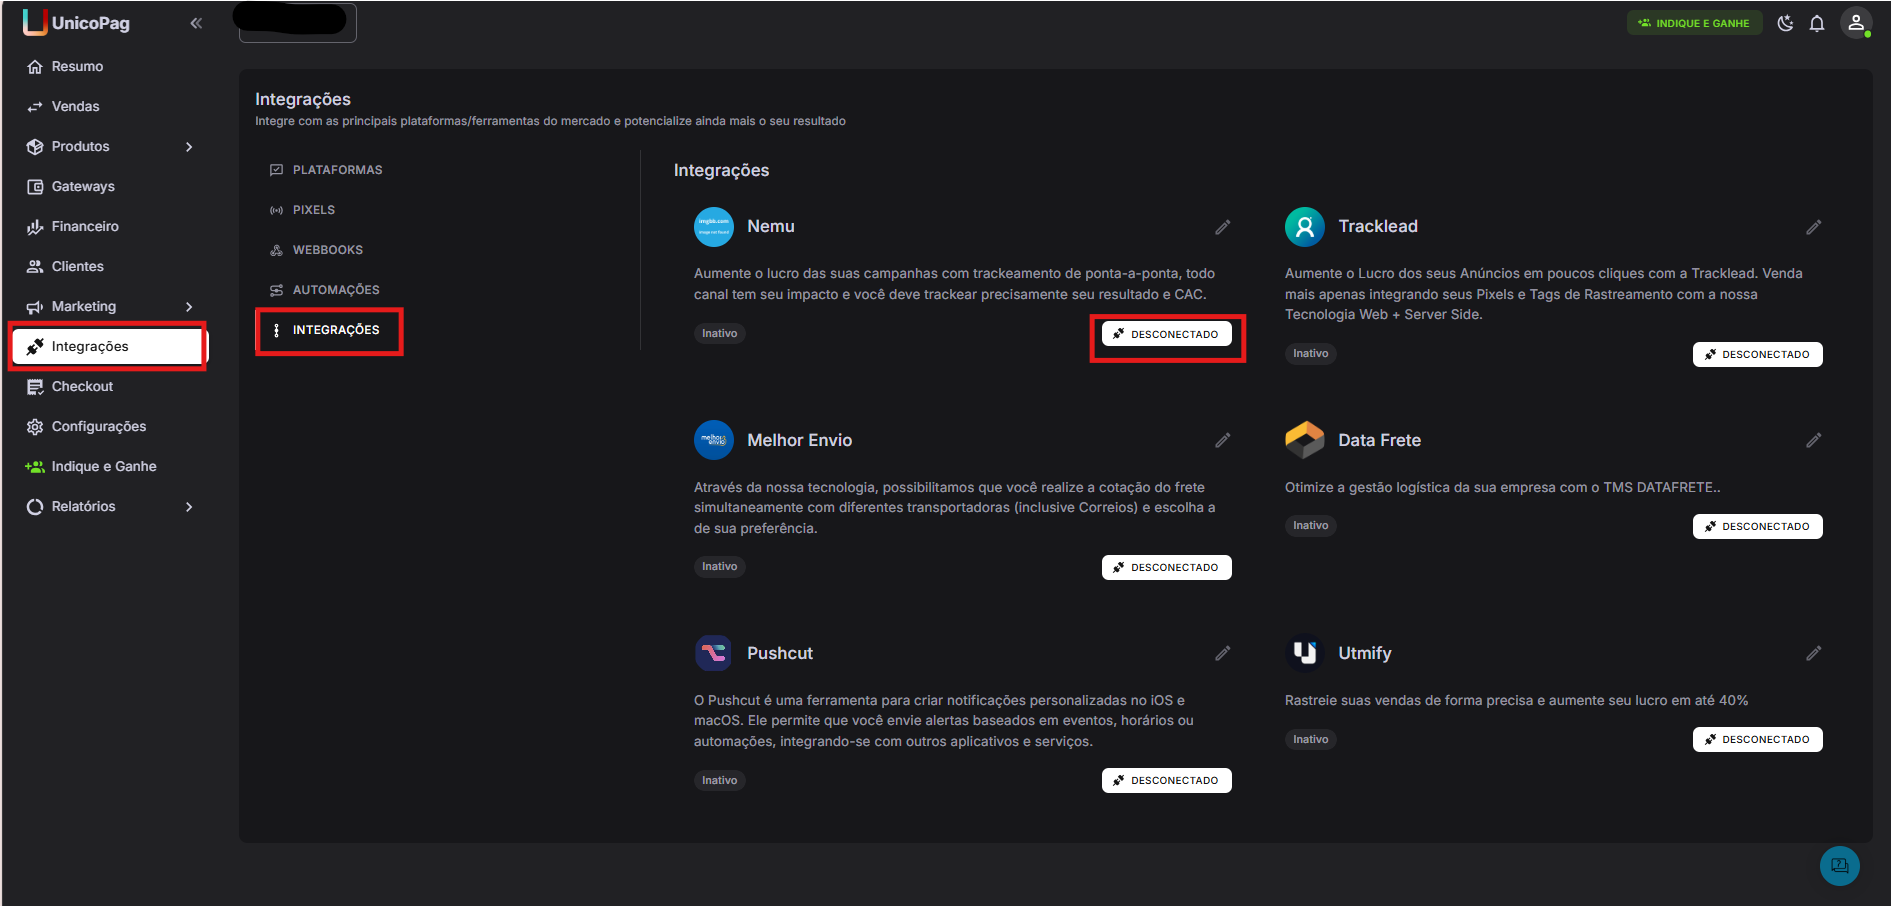 UnicoPag
INDIQUE E GANHE
Resumo
Vendas
Produtos
Gateways
Financeiro
Clientes
Marketing
Integrações
Checkout
Configurações
Indique e Ganhe
Relatórios
Integrações
Integre com as principais plataformas/ferramentas do mercado e potencialize ainda mais o seu resultado
PLATAFORMAS
PIXELS
WEBBOOKS
AUTOMAÇÕES
INTEGRAÇÕES
Integrações
imgbb.com
image not found
Nemu
Aumente o lucro das suas campanhas com trackeamento de ponta-a-ponta, todo
canal tem seu impacto e você deve trackear precisamente seu resultado e CAC.
Inativo
DESCONECTADO
Tracklead
Aumente o Lucro dos seus Anúncios em poucos cliques com a Tracklead. Venda
mais apenas integrando seus Pixels e Tags de Rastreamento com a nossa
Tecnologia Web + Server Side.
Inativo
DESCONECTADO
melhor
envio
Melhor Envio
Através da nossa tecnologia, possibilitamos que você realize a cotação do frete
simultaneamente com diferentes transportadoras (inclusive Correios) e escolha a
de sua preferência.
Inativo
DESCONECTADO
Data Frete
Otimize a gestão logística da sua empresa com o TMS DATAFRETE..
Inativo
DESCONECTADO
Pushcut
O Pushcut é uma ferramenta para criar notificações personalizadas no iOS e
macOS. Ele permite que você envie alertas baseados em eventos, horários ou
automações, integrando-se com outros aplicativos e serviços.
Inativo
DESCONECTADO
Utmify
Rastreie suas vendas de forma precisa e aumente seu lucro em até 40%
Inativo
DESCONECTADO